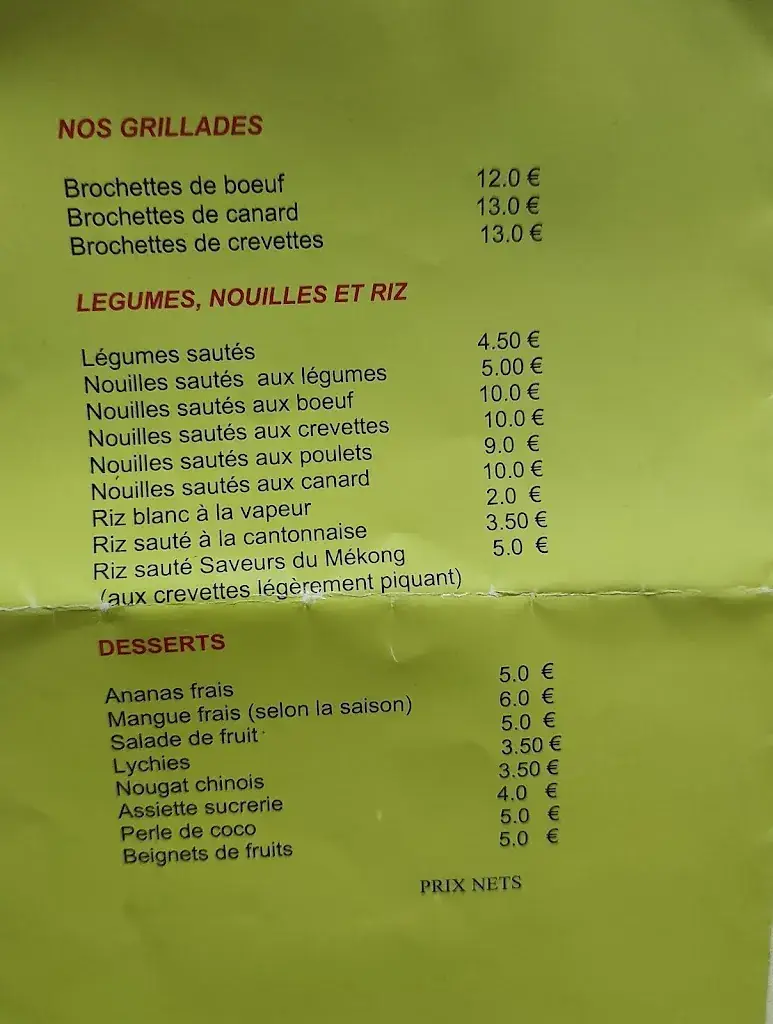 NOS GRILLADES
Brochettes de boeuf 12.0 €
Brochettes de canard 13.0 €
Brochettes de crevettes 13.0 €
LEGUMES, NOUILLES ET RIZ
Légumes sautés 4.50 €
Nouilles sautés aux légumes 5.00 €
Nouilles sautés aux boeuf 10.0 €
Nouilles sautés aux crevettes 10.0 €
Nouilles sautés aux poulets 9.0 €
Nouilles sautés aux canard 10.0 €
Riz blanc à la vapeur 2.0 €
Riz sauté à la cantonnaise 3.50 €
Riz sauté Saveurs du Mékong 5.0 €
(aux crevettes légèrement piquant)
DESSERTS
Ananas frais 5.0 €
Mangue frais (selon la saison) 6.0 €
Salade de fruit 5.0 €
Lychies 3.50 €
Nougat chinois 3.50 €
Assiette sucrerie 4.0 €
Perle de coco 5.0 €
Beignets de fruits 5.0 €
PRIX NETS